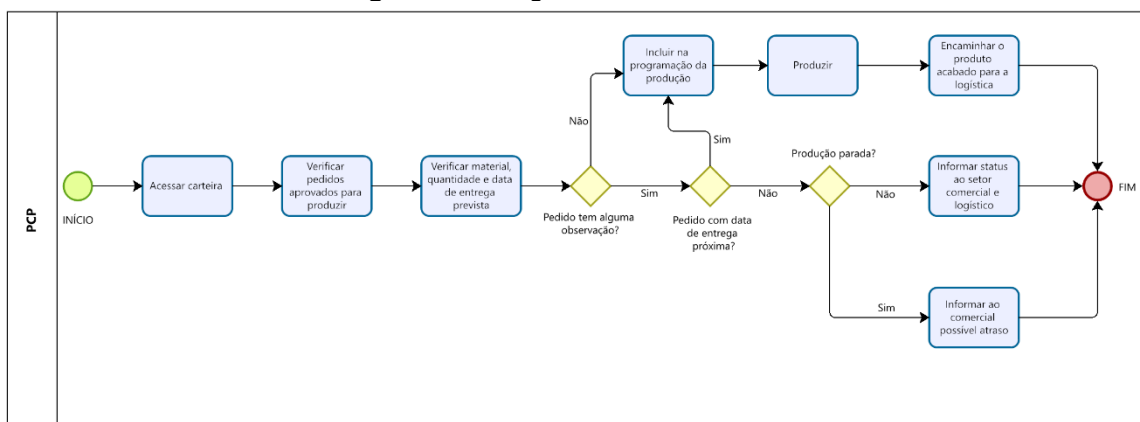 PCP
INÍCIO
Acessar carteira
Verificar
pedidos
aprovados para
produzir
Verificar material,
quantidade e data
de entrega
prevista
Pedido tem alguma
observação?
Não
Sim
Incluir na
programação da
produção
Produzir
Encaminhar o
produto
acabado para a
logística
Pedido com data
de entrega
próxima?
Sim
Não
Produção parada?
Não
Sim
Informar status
ao setor
comercial e
logístico
Informar ao
comercial
possível atraso
FIM